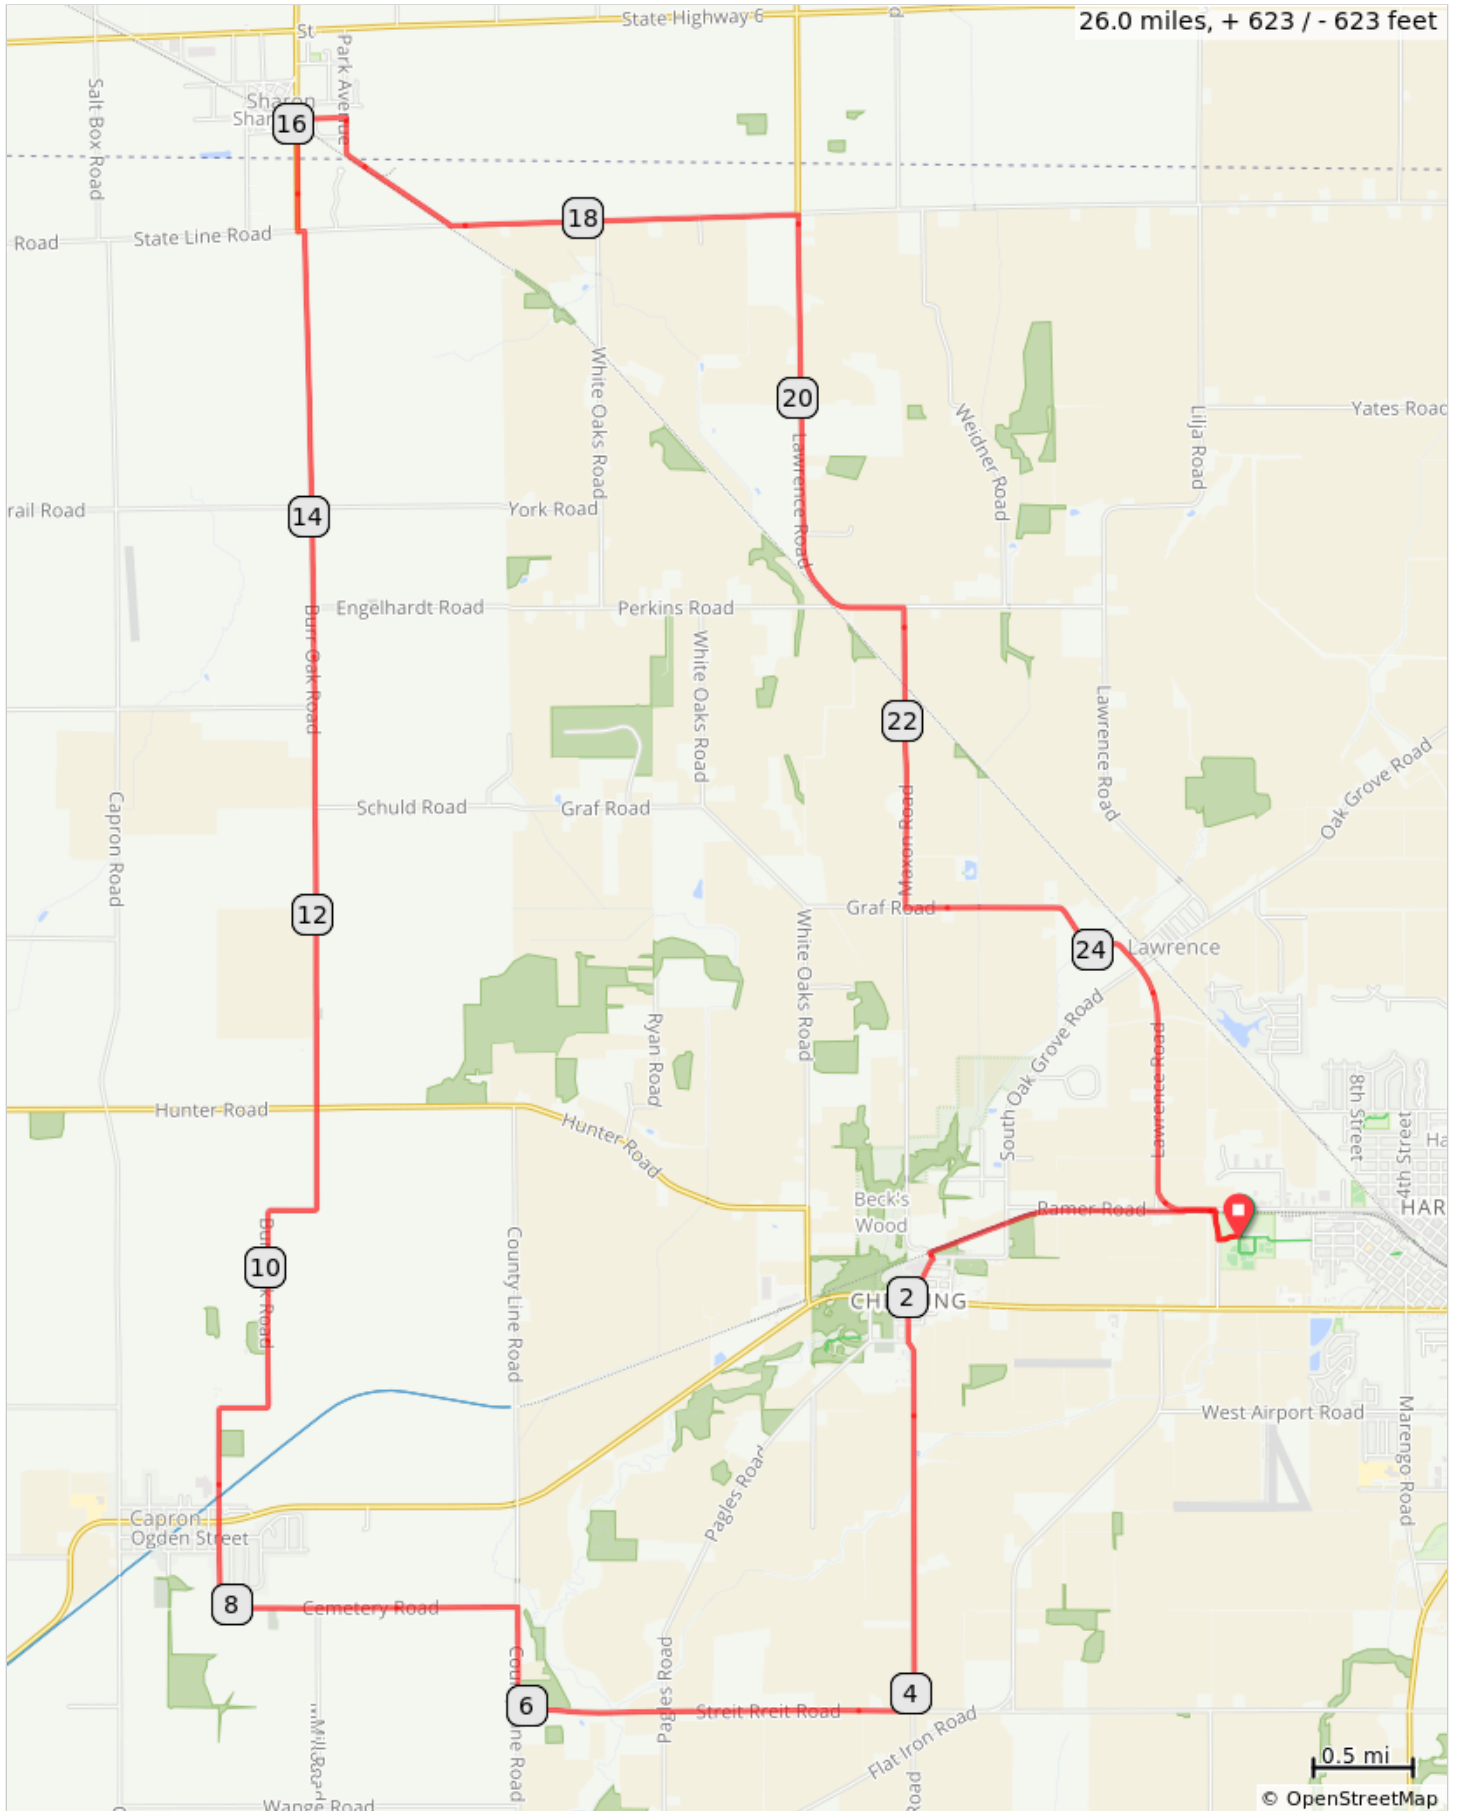 State Highway 6
26.0 miles, + 623 / - 623 feet
St
Park Avenue
Salt Box Road
Sharon
16
18
Road
State Line Road
White Oaks Road
20
Yates Road
Weidner Road
Lilja Road
Lawrence Road
rail Road
14
York Road
Engelhardt Road
Perkins Road
Burr Oak Road
White Oaks Road
22
Lawrence Road
Oak Grove Road
Capron Road
Schuld Road
Graf Road
Maxon Road
12
Graf Road
White Oaks Road
24
Lawrence
South Oak Grove Road
Ryan Road
Lawrence Road
8th Street
4th Street
Ha
Hunter Road
Hunter Road
Beck's
Wood
Ramer Road
HAR
10
County Line Road
2
West Airport Road
Marengo Road
Pagles Road
Capron
Ogden Street
8
Cemetery Road
6
4
Pagles Road
Streit Rreit Road
Flat Iron Road
0.5 mi
Wange Road
© OpenStreetMap